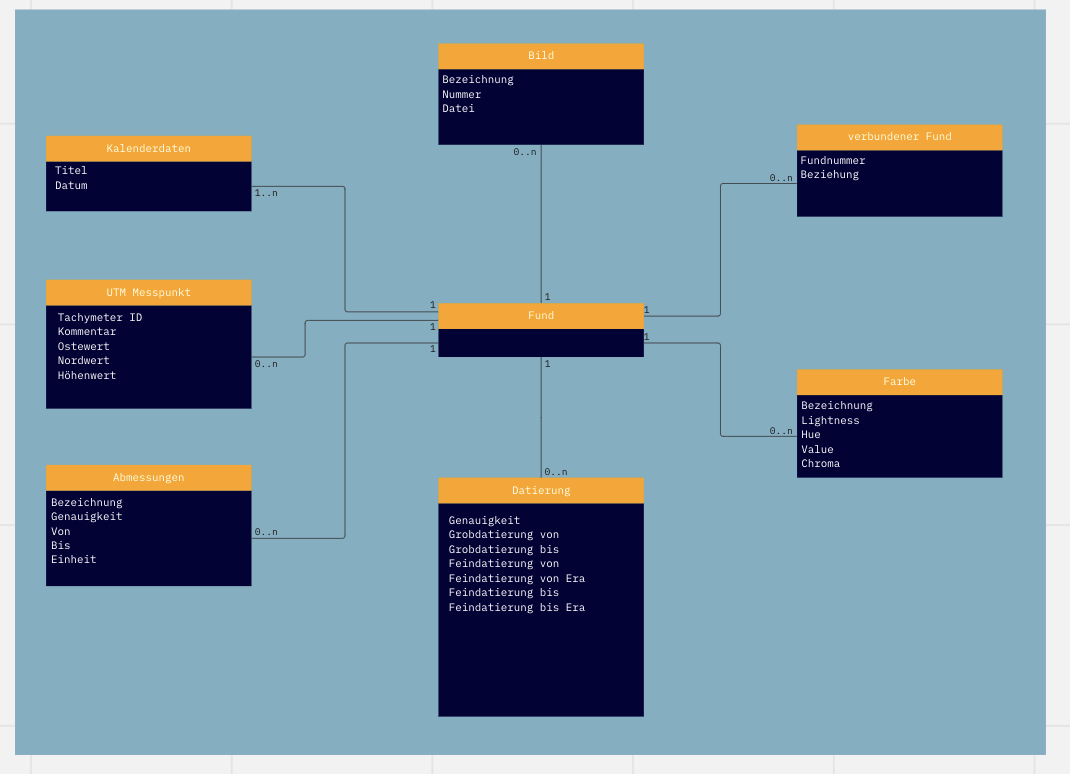 Bild
Bezeichnung
Nummer
Datei
0..n
Kalenderdaten
Titel
Datum
1..n
verbundener Fund
Fundnummer
Beziehung
0..n
UTM Messpunkt
Tachymeter ID
Kommentar
Ostewert
Nordwert
Höhenwert
0..n
1
1
1
1
Fund
1
1
1
Farbe
Bezeichnung
Lightness
Hue
Value
Chroma
0..n
Abmessungen
Bezeichnung
Genauigkeit
Von
Bis
Einheit
0..n
0..n
Datierung
Genauigkeit
Grobdatierung von
Grobdatierung bis
Feindatierung von
Feindatierung von Era
Feindatierung bis
Feindatierung bis Era